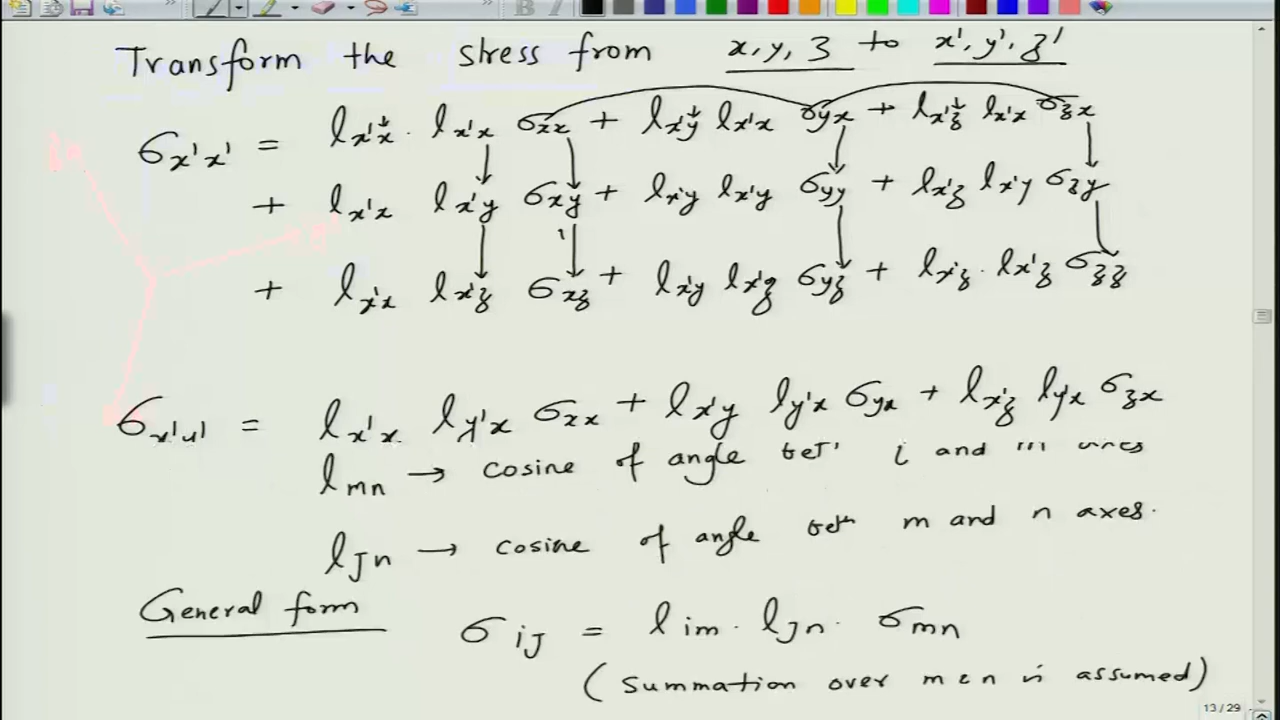 Transform the stress from x, y, z to x', y', z'
σx'x' = lx'x · lx'x σxx + lx'y lx'x σyx + lx'z lx'x σzx
+ lx'x lx'y σxy + lx'y lx'y σyy + lx'z lx'y σzy
+ lx'x lx'z σxz + lx'y lx'z σyz + lx'z · lx'z σzz
σx'y' = lx'x ly'x σxx + lx'y ly'x σyx + lx'z ly'x σzx
lmn → cosine of angle bet' i and m
lJn → cosine of angle betn m and n axes.
General form
σiJ = lim · lJn · σmn
(summation over m & n is assumed)
13 / 29